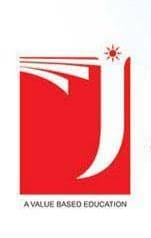 J
A VALUE BASED EDUCATION